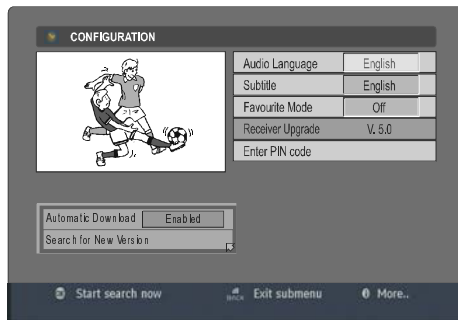 CONFIGURATION
Audio Language English
Subtitle English
Favourite Mode Off
Receiver Upgrade V. 5.0
Enter PIN code
Automatic Download Enabled
Search for New Version
OK Start search now BACK Exit submenu i More..